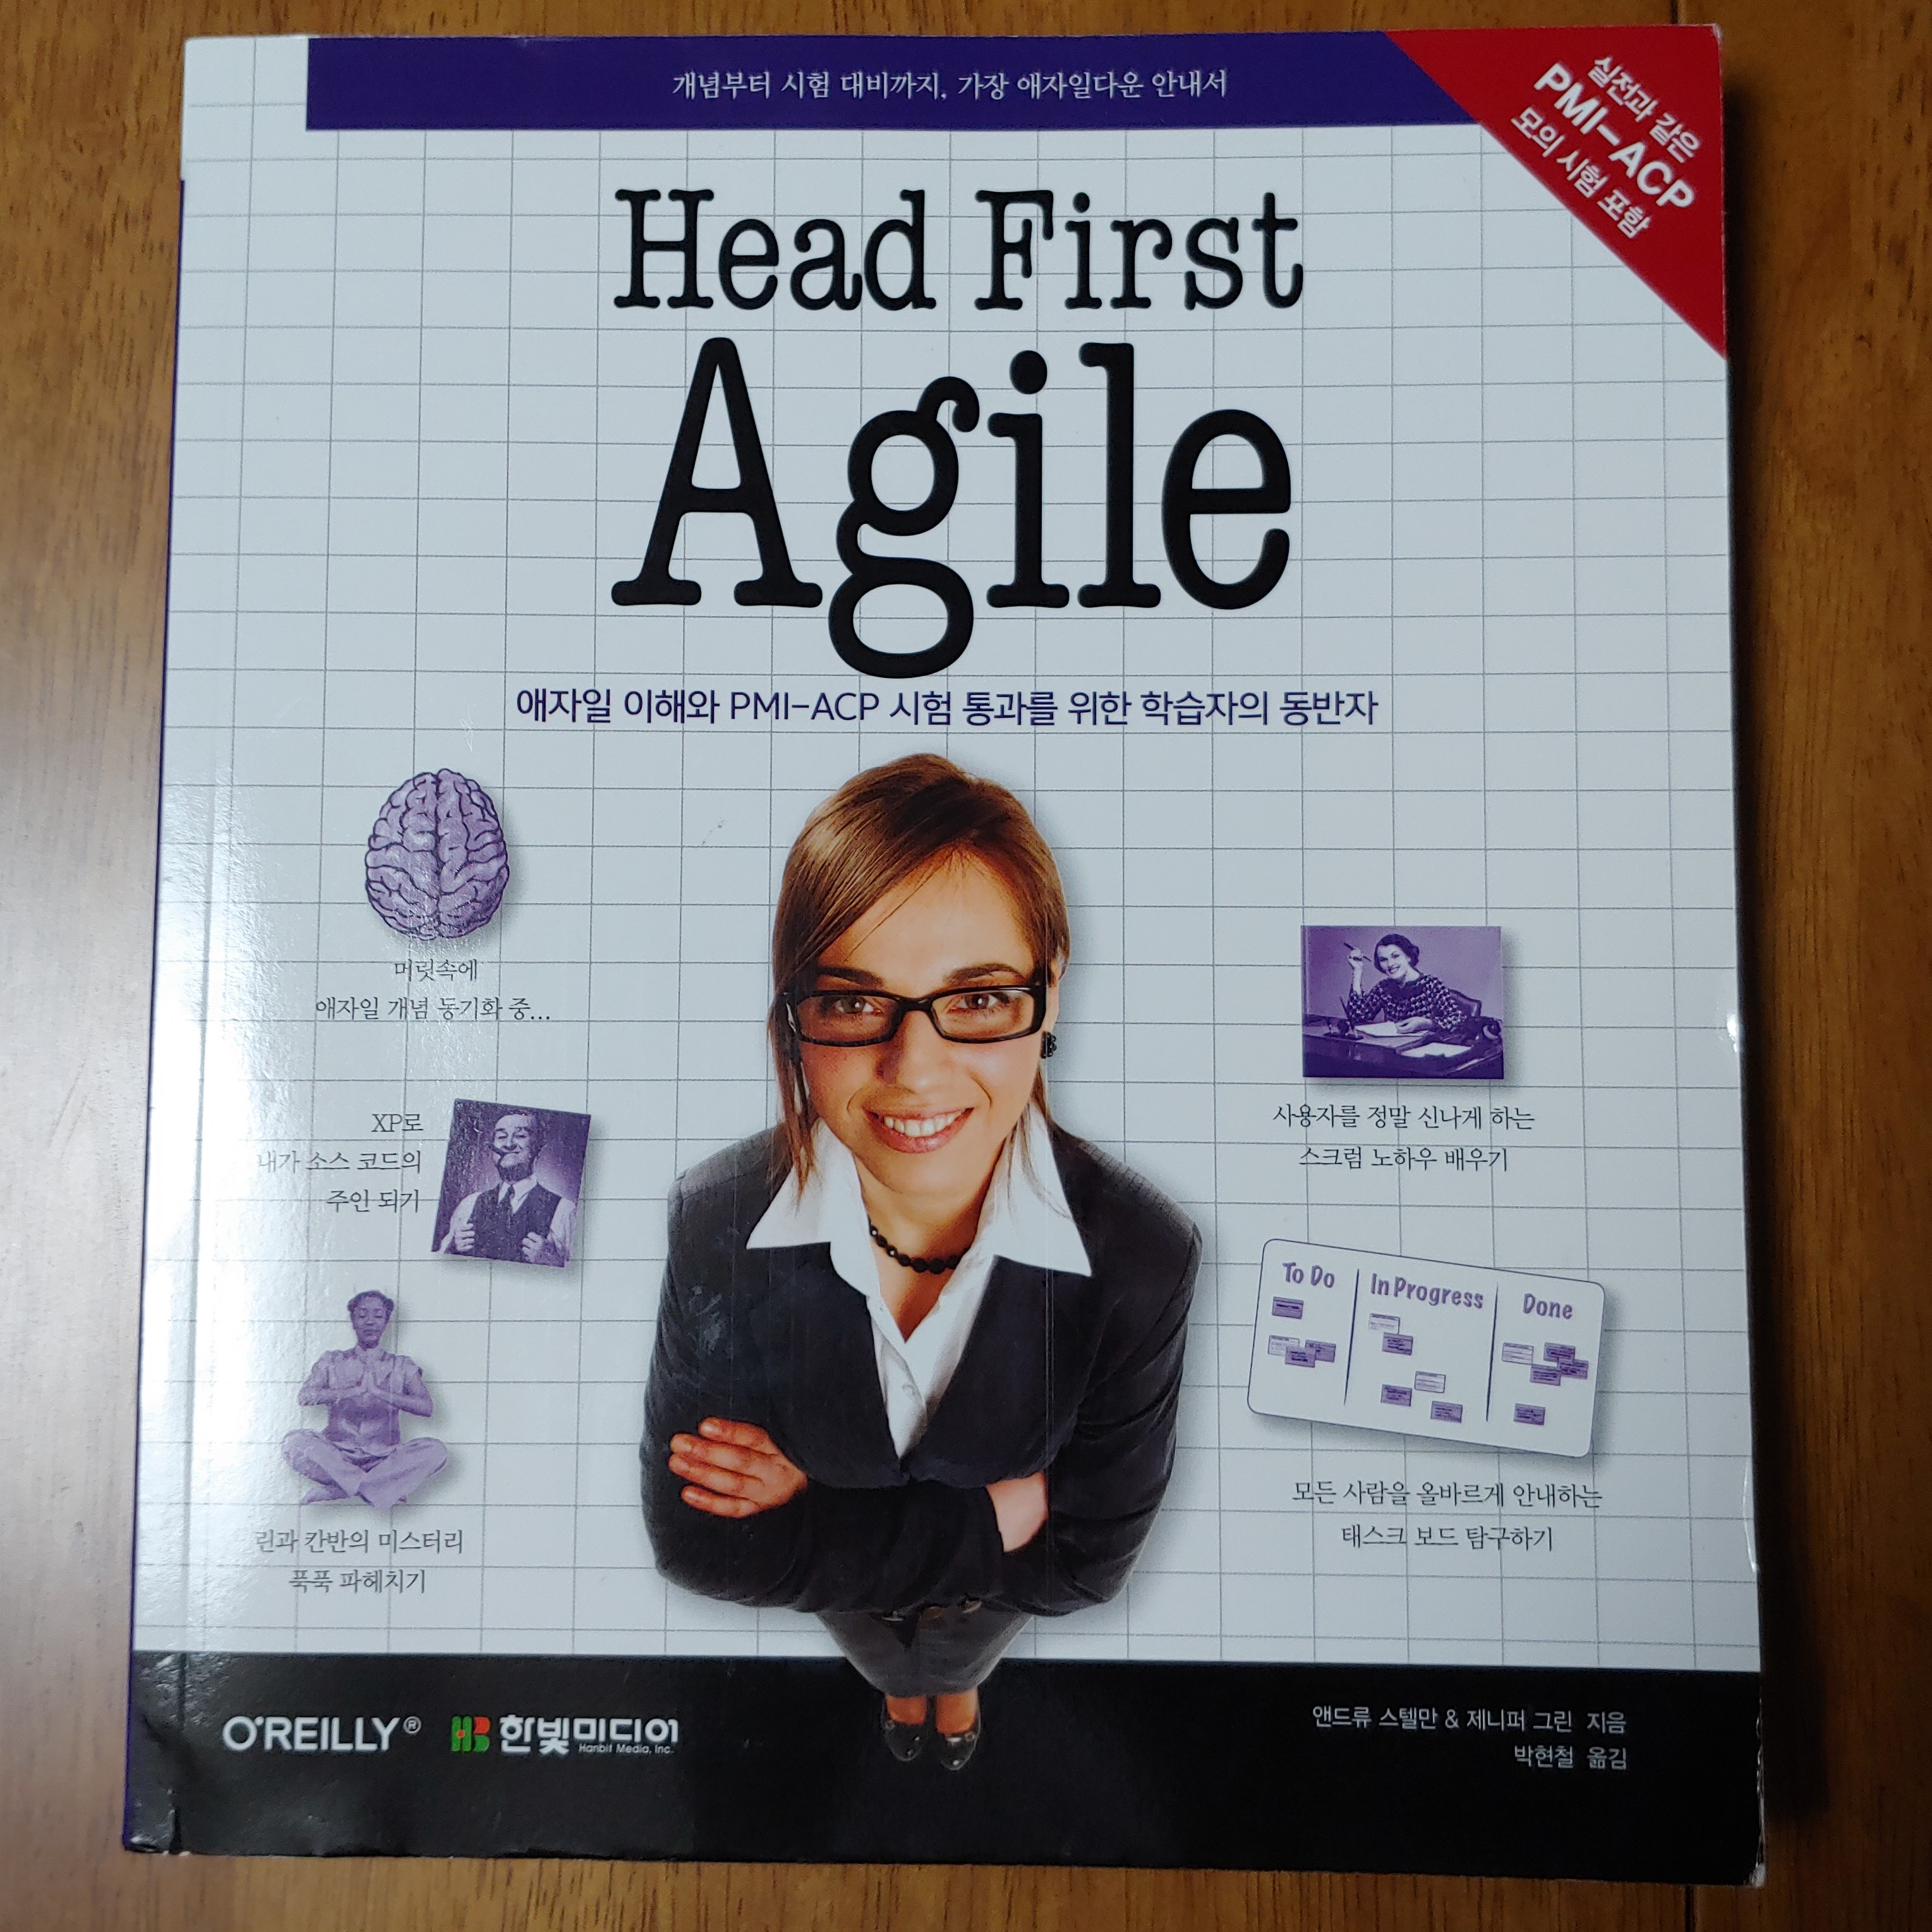 개념부터 시험 대비까지, 가장 애자일다운 안내서
실전과 같은
PMI-ACP
모의 시험 포함
Head First
Agile
애자일 이해와 PMI-ACP 시험 통과를 위한 학습자의 동반자
머릿속에
애자일 개념 동기화 중...
XP로
내가 소스 코드의
주인 되기
린과 칸반의 미스터리
푹푹 파헤치기
사용자를 정말 신나게 하는
스크럼 노하우 배우기
To Do
In Progress
Done
모든 사람을 올바르게 안내하는
태스크 보드 탐구하기
O'REILLY®
HB 한빛미디어
Hanbit Media, Inc.
앤드류 스텔만 & 제니퍼 그린 지음
박현철 옮김